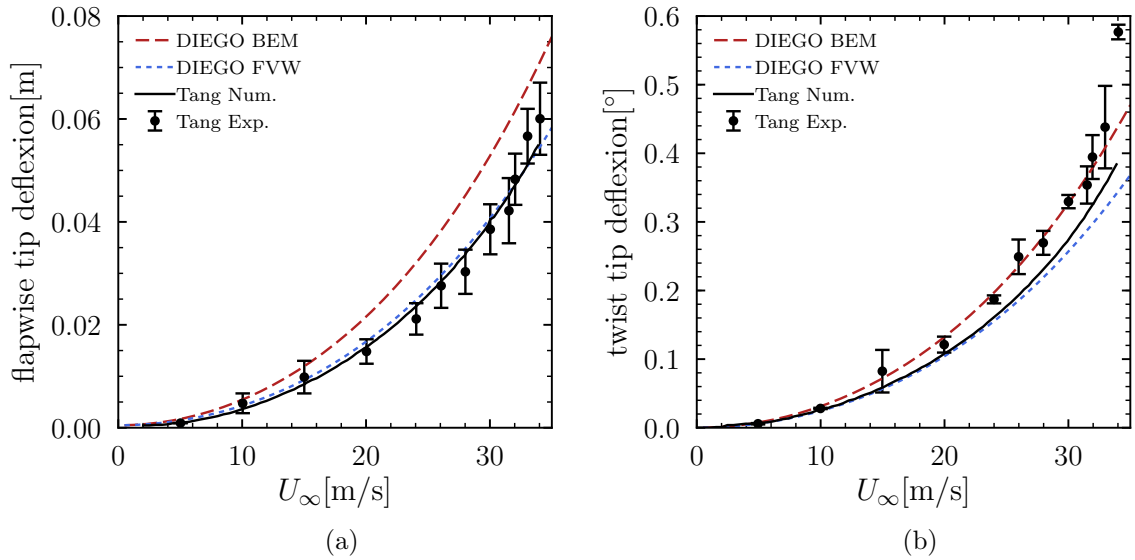 0.08
0.06
0.04
0.02
0.00
flapwise tip deflexion[m]
DIEGO BEM
DIEGO FVW
Tang Num.
Tang Exp.
0 10 20 30
U∞[m/s]
(a)
0.6
0.5
0.4
0.3
0.2
0.1
0.0
twist tip deflexion[°]
DIEGO BEM
DIEGO FVW
Tang Num.
Tang Exp.
0 10 20 30
U∞[m/s]
(b)